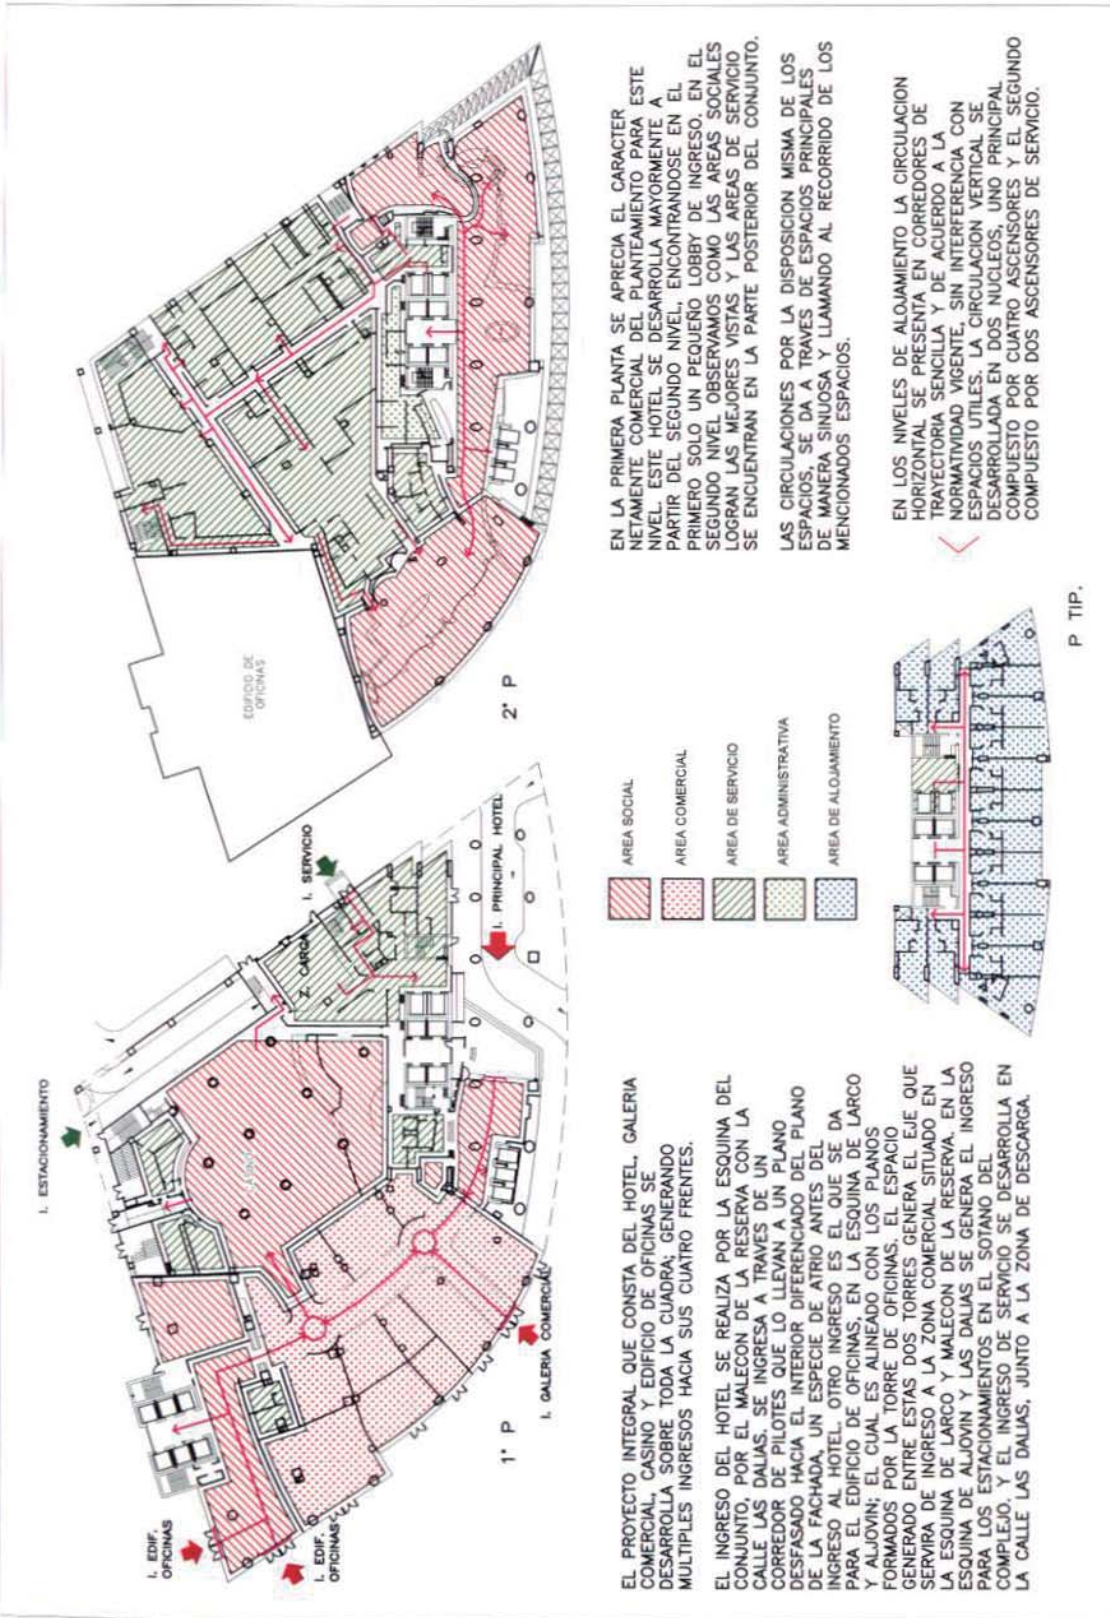 I. ESTACIONAMIENTO
Z. CARGA
I. SERVICIO
I. PRINCIPAL HOTEL
I. EDIF.
OFICINAS
I. EDIF.
OFICINAS
I. GALERIA COMERCIAL
1° P
EDIFICIO DE
OFICINAS
2° P
EL PROYECTO INTEGRAL QUE CONSTA DEL HOTEL, GALERIA
COMERCIAL, CASINO Y EDIFICIO DE OFICINAS SE
DESARROLLA SOBRE TODA LA CUADRA; GENERANDO
MULTIPLES INGRESOS HACIA SUS CUATRO FRENTES.
EL INGRESO DEL HOTEL SE REALIZA POR LA ESQUINA DEL
CONJUNTO, POR EL MALECON DE LA RESERVA CON LA
CALLE LAS DALIAS. SE INGRESA A TRAVES DE UN
CORREDOR DE PILOTES QUE LO LLEVAN A UN PLANO
DESFASADO HACIA EL INTERIOR DIFERENCIADO DEL PLANO
DE LA FACHADA, UN ESPECIE DE ATRIO ANTES DEL
INGRESO AL HOTEL. OTRO INGRESO ES EL QUE SE DA
PARA EL EDIFICIO DE OFICINAS, EN LA ESQUINA DE LARCO
Y ALJOVIN; EL CUAL ES ALINEADO CON LOS PLANOS
FORMADOS POR LA TORRE DE OFICINAS. EL ESPACIO
GENERADO ENTRE ESTAS DOS TORRES GENERA EL EJE QUE
SERVIRA DE INGRESO A LA ZONA COMERCIAL SITUADO EN
LA ESQUINA DE LARCO Y MALECON DE LA RESERVA. EN LA
ESQUINA DE ALJOVIN Y LAS DALIAS SE GENERA EL INGRESO
PARA LOS ESTACIONAMIENTOS EN EL SOTANO DEL
COMPLEJO. Y EL INGRESO DE SERVICIO SE DESARROLLA EN
LA CALLE LAS DALIAS, JUNTO A LA ZONA DE DESCARGA.
AREA SOCIAL
AREA COMERCIAL
AREA DE SERVICIO
AREA ADMINISTRATIVA
AREA DE ALOJAMIENTO
P TIP.
EN LA PRIMERA PLANTA SE APRECIA EL CARACTER
NETAMENTE COMERCIAL DEL PLANTEAMIENTO PARA ESTE
NIVEL. ESTE HOTEL SE DESARROLLA MAYORMENTE A
PARTIR DEL SEGUNDO NIVEL, ENCONTRANDOSE EN EL
PRIMERO SOLO UN PEQUEÑO LOBBY DE INGRESO. EN EL
SEGUNDO NIVEL OBSERVAMOS COMO LAS AREAS SOCIALES
LOGRAN LAS MEJORES VISTAS Y LAS AREAS DE SERVICIO
SE ENCUENTRAN EN LA PARTE POSTERIOR DEL CONJUNTO.
LAS CIRCULACIONES POR LA DISPOSICION MISMA DE LOS
ESPACIOS, SE DA A TRAVES DE ESPACIOS PRINCIPALES
DE MANERA SINUOSA Y LLAMANDO AL RECORRIDO DE LOS
MENCIONADOS ESPACIOS.
EN LOS NIVELES DE ALOJAMIENTO LA CIRCULACION
HORIZONTAL SE PRESENTA EN CORREDORES DE
TRAYECTORIA SENCILLA Y DE ACUERDO A LA
NORMATIVIDAD VIGENTE, SIN INTERFERENCIA CON
ESPACIOS UTILES. LA CIRCULACION VERTICAL SE
DESARROLLADA EN DOS NUCLEOS, UNO PRINCIPAL
COMPUESTO POR CUATRO ASCENSORES Y EL SEGUNDO
COMPUESTO POR DOS ASCENSORES DE SERVICIO.